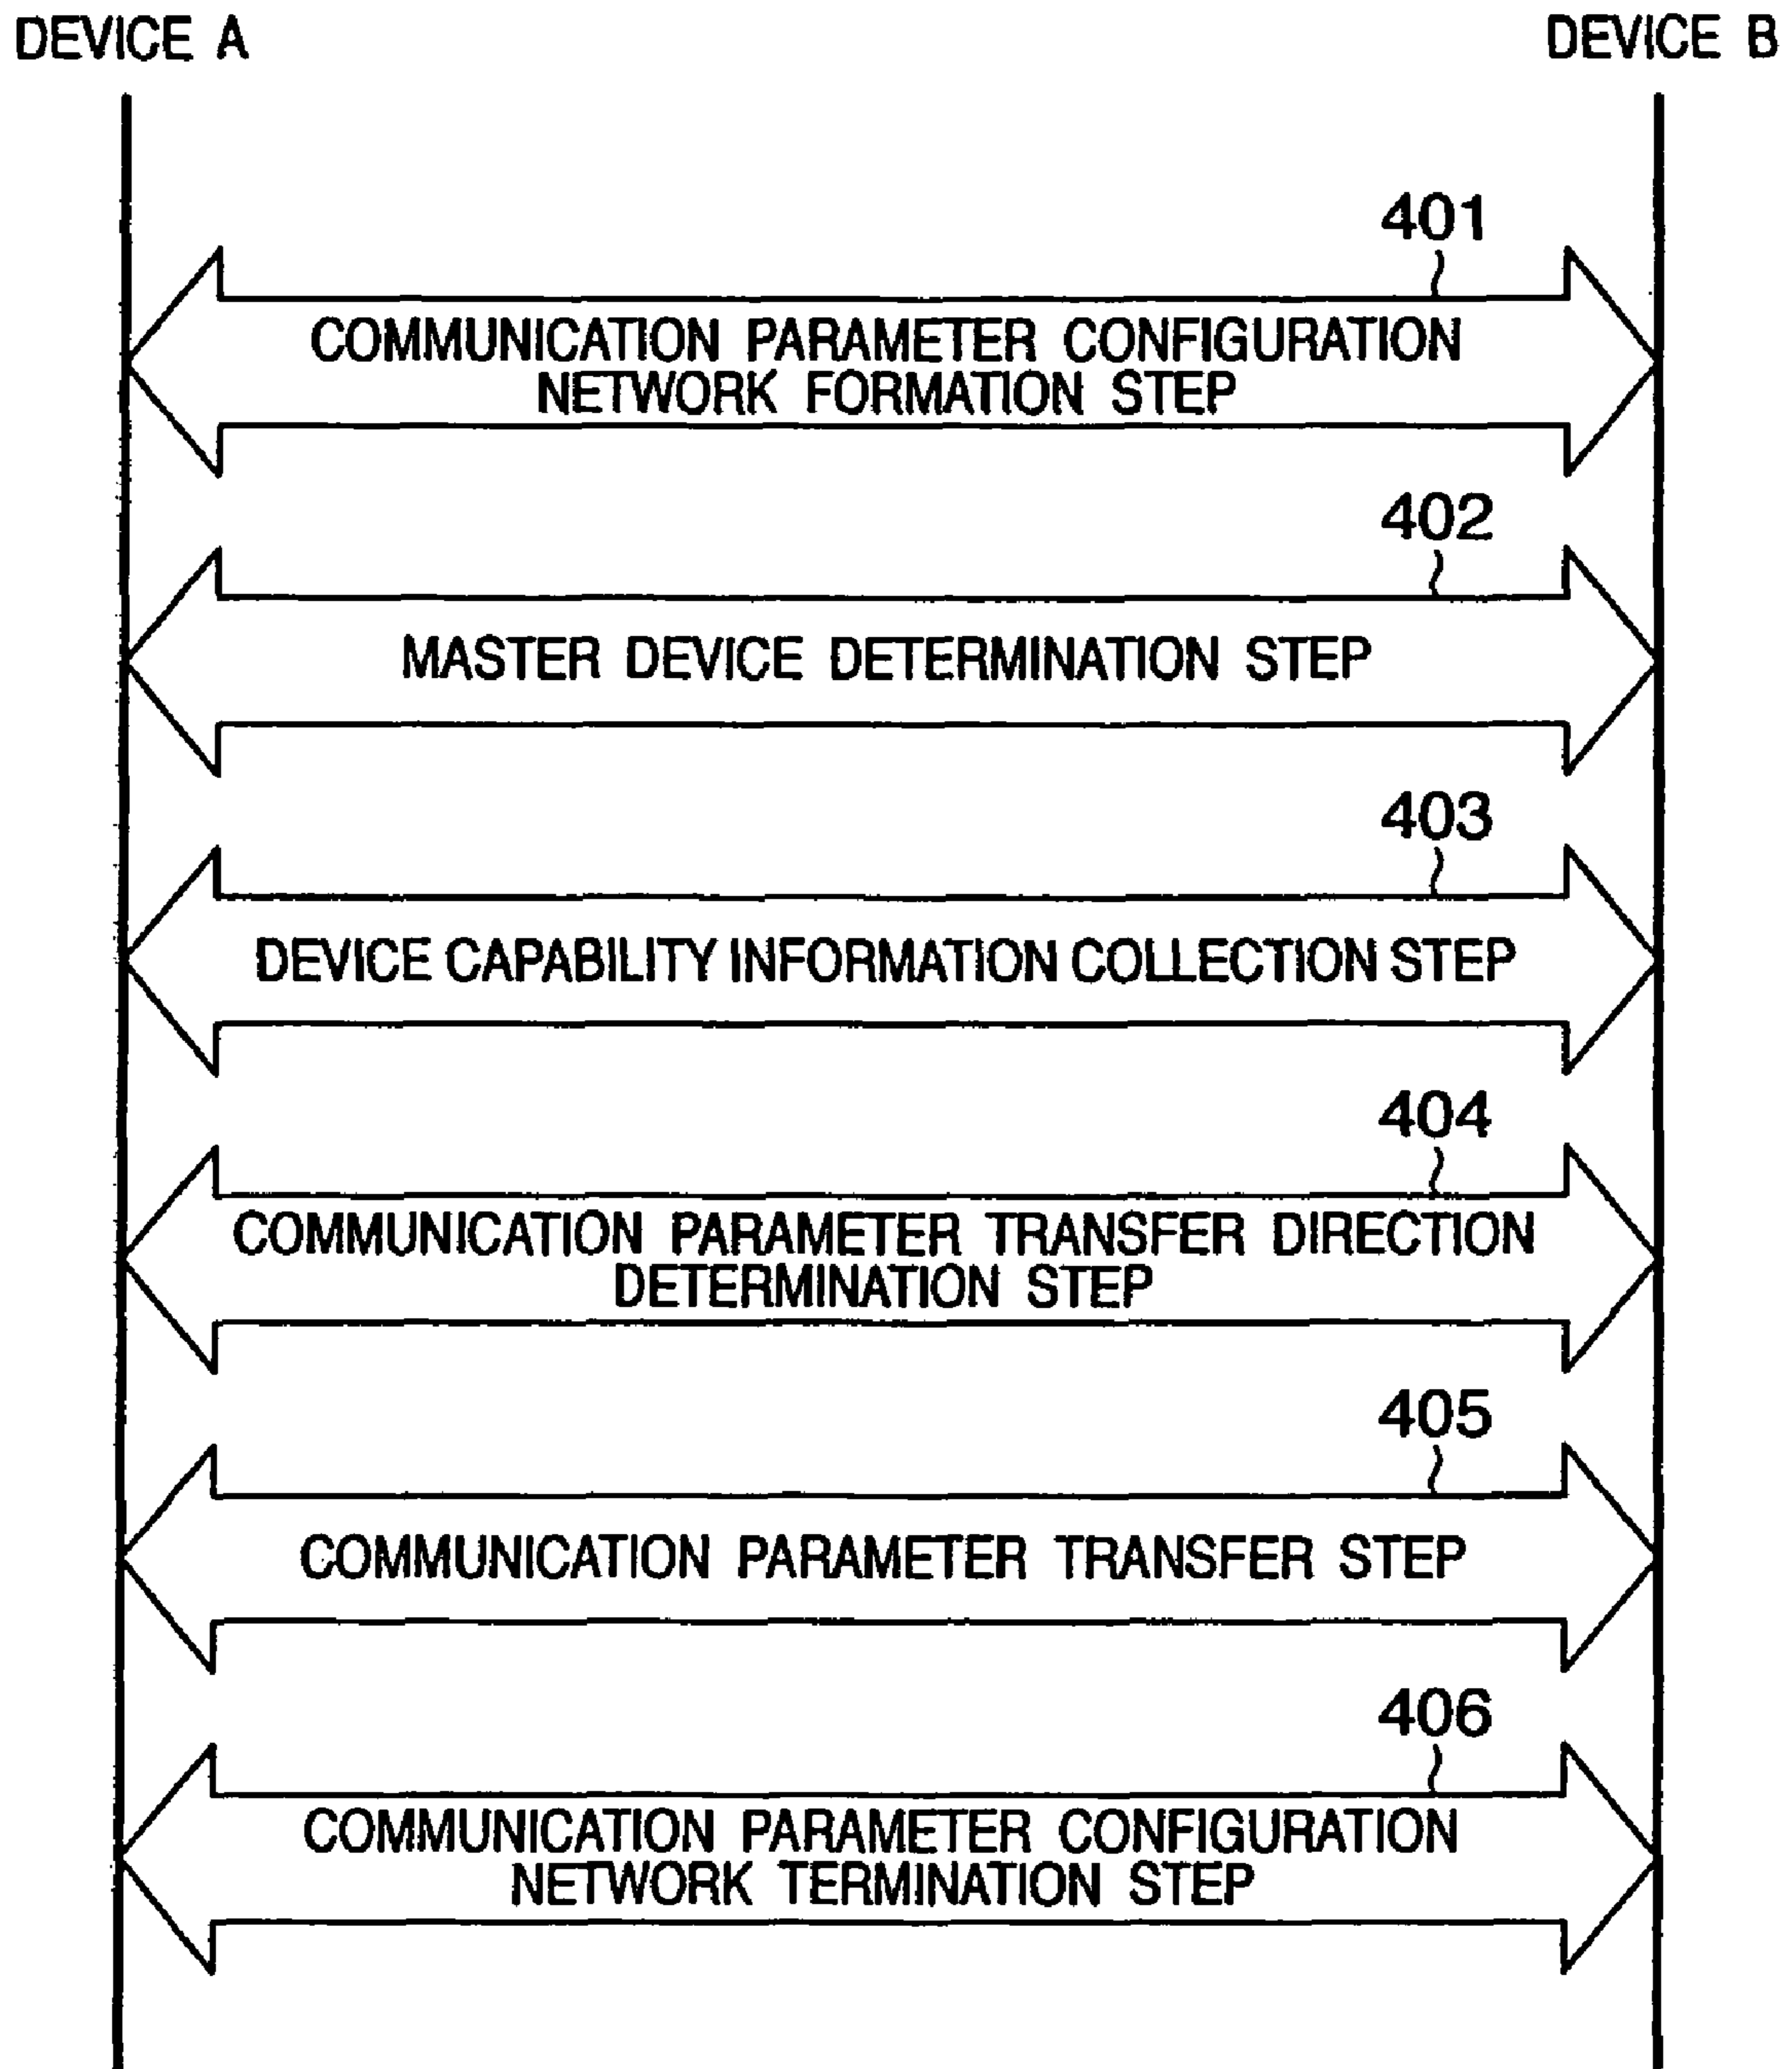 DEVICE A
DEVICE B
401
COMMUNICATION PARAMETER CONFIGURATION
NETWORK FORMATION STEP
402
MASTER DEVICE DETERMINATION STEP
403
DEVICE CAPABILITY INFORMATION COLLECTION STEP
404
COMMUNICATION PARAMETER TRANSFER DIRECTION
DETERMINATION STEP
405
COMMUNICATION PARAMETER TRANSFER STEP
406
COMMUNICATION PARAMETER CONFIGURATION
NETWORK TERMINATION STEP